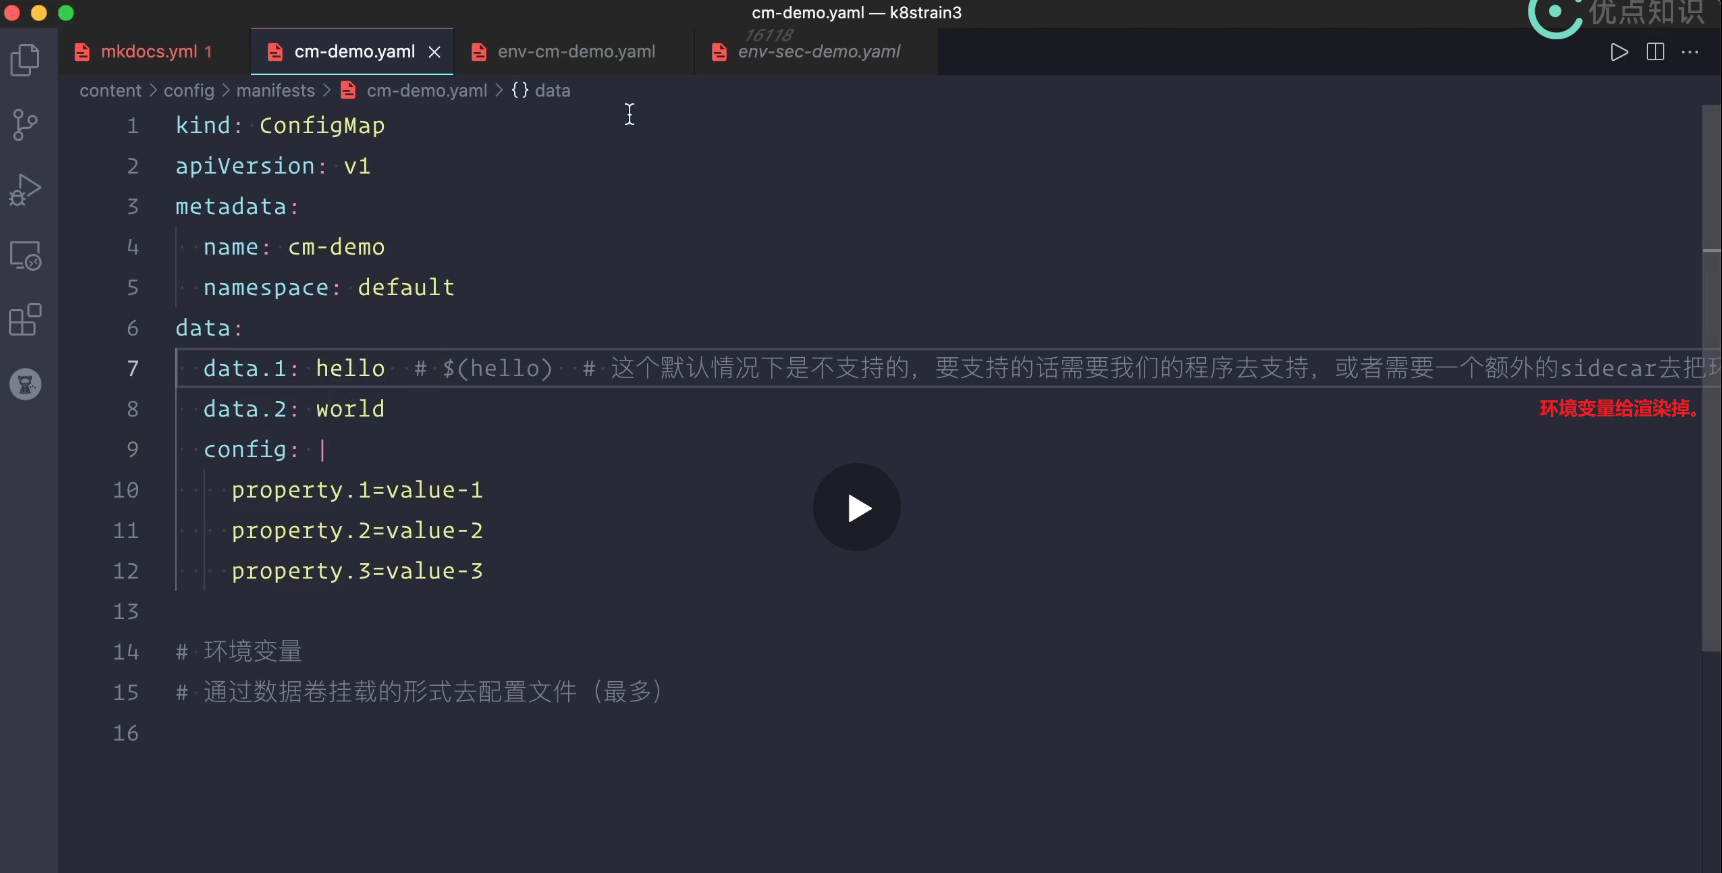 cm-demo.yaml — k8strain3
优点知识
16118
mkdocs.yml 1
cm-demo.yaml
env-cm-demo.yaml
env-sec-demo.yaml
content > config > manifests > cm-demo.yaml > {} data
1 kind: ConfigMap
2 apiVersion: v1
3 metadata:
4 name: cm-demo
5 namespace: default
6 data:
7 data.1: hello # $(hello) # 这个默认情况下是不支持的，要支持的话需要我们的程序去支持，或者需要一个额外的sidecar去把环
8 data.2: world
环境变量给渲染掉。
9 config: |
10 property.1=value-1
11 property.2=value-2
12 property.3=value-3
13
14 # 环境变量
15 # 通过数据卷挂载的形式去配置文件（最多）
16